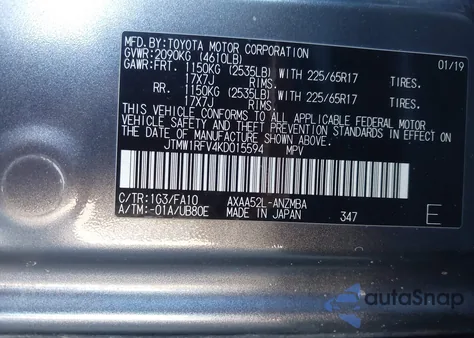 MFD. BY: TOYOTA MOTOR CORPORATION 01/19
GVWR: 2090KG (4610LB)
GAWR: FRT. 1150KG (2535LB) WITH 225/65R17 TIRES.
17X7J RIMS.
RR. 1150KG (2535LB) WITH 225/65R17 TIRES.
17X7J RIMS.
THIS VEHICLE CONFORMS TO ALL APPLICABLE FEDERAL MOTOR
VEHICLE SAFETY AND THEFT PREVENTION STANDARDS IN EFFECT
ON THE DATE OF MANUFACTURE SHOWN ABOVE.
JTMW1RFV4KD015594 MPV
C/TR: 1G3/FA10 AXAA52L-ANZMBA
A/TM: -01A/UB80E MADE IN JAPAN 347 E
autoSnap